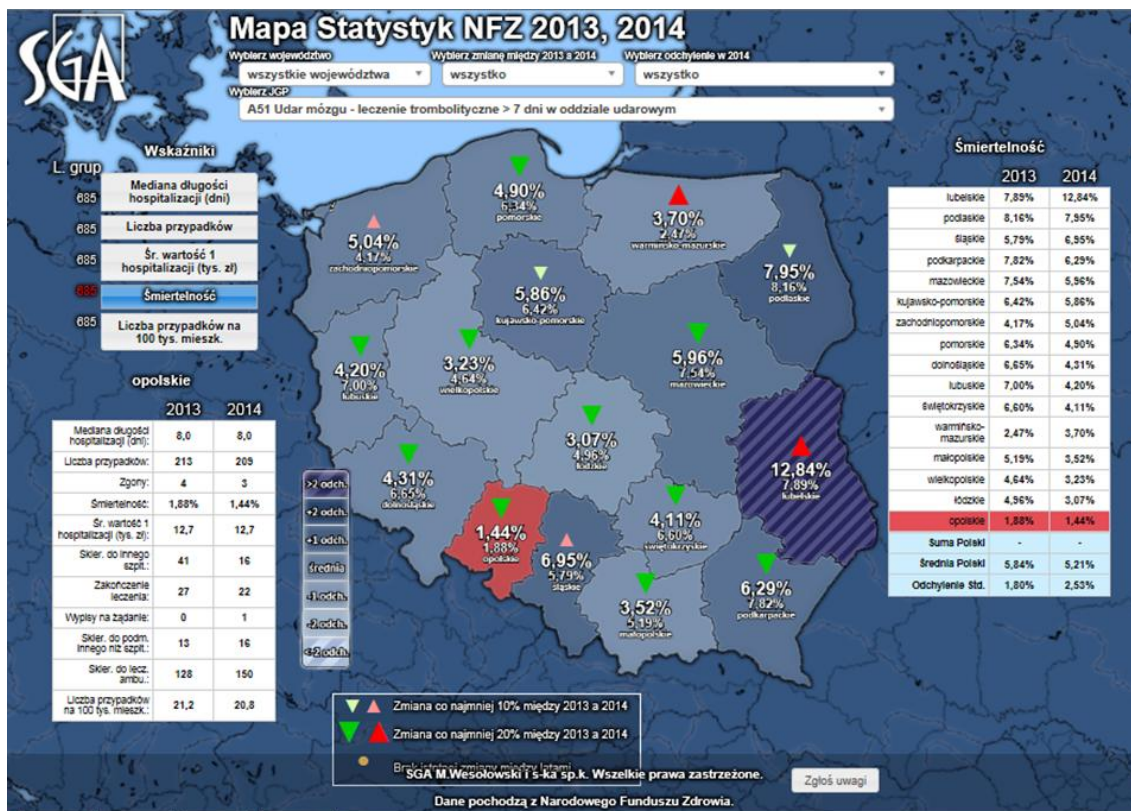 SGA
Mapa Statystyk NFZ 2013, 2014
Wybierz województwo
Wybierz zmianę między 2013 a 2014
Wybierz odchylenie w 2014
wszystkie województwa
wszystko
wszystko
Wybierz JGP
A51 Udar mózgu - leczenie trombolityczne > 7 dni w oddziale udarowym
Wskaźniki
L. grup
685
Mediana długości
hospitalizacji (dni)
685
Liczba przypadków
685
Śr. wartość 1
hospitalizacji (tys. zł)
685
Śmiertelność
685
Liczba przypadków na
100 tys. mieszk.
opolskie
2013 2014
Mediana długości
hospitalizacji (dni): 8,0 8,0
Liczba przypadków: 213 209
Zgony: 4 3
Śmiertelność: 1,88% 1,44%
Śr. wartość 1
hospitalizacji (tys. zł): 12,7 12,7
Skier. do innego
szpit.: 41 16
Zakończenie
leczenia: 27 22
Wypisy na żądanie: 0 1
Skier. do podm.
innego niż szpit.: 13 16
Skier. do lecz.
ambu.: 128 150
Liczba przypadków
na 100 tys. mieszk.: 21,2 20,8
>2 odch.
+2 odch.
+1 odch.
średnia
-1 odch.
-2 odch.
<-2 odch.
4,90%
6,34%
pomorskie
3,70%
2,47%
warmińsko-mazurskie
5,04%
4,17%
zachodniopomorskie
7,95%
8,16%
podlaskie
5,86%
6,42%
kujawsko-pomorskie
4,20%
7,00%
lubuskie
3,23%
4,64%
wielkopolskie
5,96%
7,54%
mazowieckie
3,07%
4,96%
łódzkie
12,84%
7,89%
lubelskie
4,31%
6,65%
dolnośląskie
1,44%
1,88%
opolskie
6,95%
5,79%
śląskie
4,11%
6,60%
świętokrzyskie
3,52%
5,19%
małopolskie
6,29%
7,82%
podkarpackie
Śmiertelność
2013 2014
lubelskie 7,89% 12,84%
podlaskie 8,16% 7,95%
śląskie 5,79% 6,95%
podkarpackie 7,82% 6,29%
mazowieckie 7,54% 5,96%
kujawsko-pomorskie 6,42% 5,86%
zachodniopomorskie 4,17% 5,04%
pomorskie 6,34% 4,90%
dolnośląskie 6,65% 4,31%
lubuskie 7,00% 4,20%
świętokrzyskie 6,60% 4,11%
warmińsko-
mazurskie 2,47% 3,70%
małopolskie 5,19% 3,52%
wielkopolskie 4,64% 3,23%
łódzkie 4,96% 3,07%
opolskie 1,88% 1,44%
Suma Polski - -
Średnia Polski 5,84% 5,21%
Odchylenie Std. 1,80% 2,53%
Zmiana co najmniej 10% między 2013 a 2014
Zmiana co najmniej 20% między 2013 a 2014
Brak istotnej zmiany między latami
SGA M.Wesołowski i s-ka sp.k. Wszelkie prawa zastrzeżone.
Zgłoś uwagi
Dane pochodzą z Narodowego Funduszu Zdrowia.